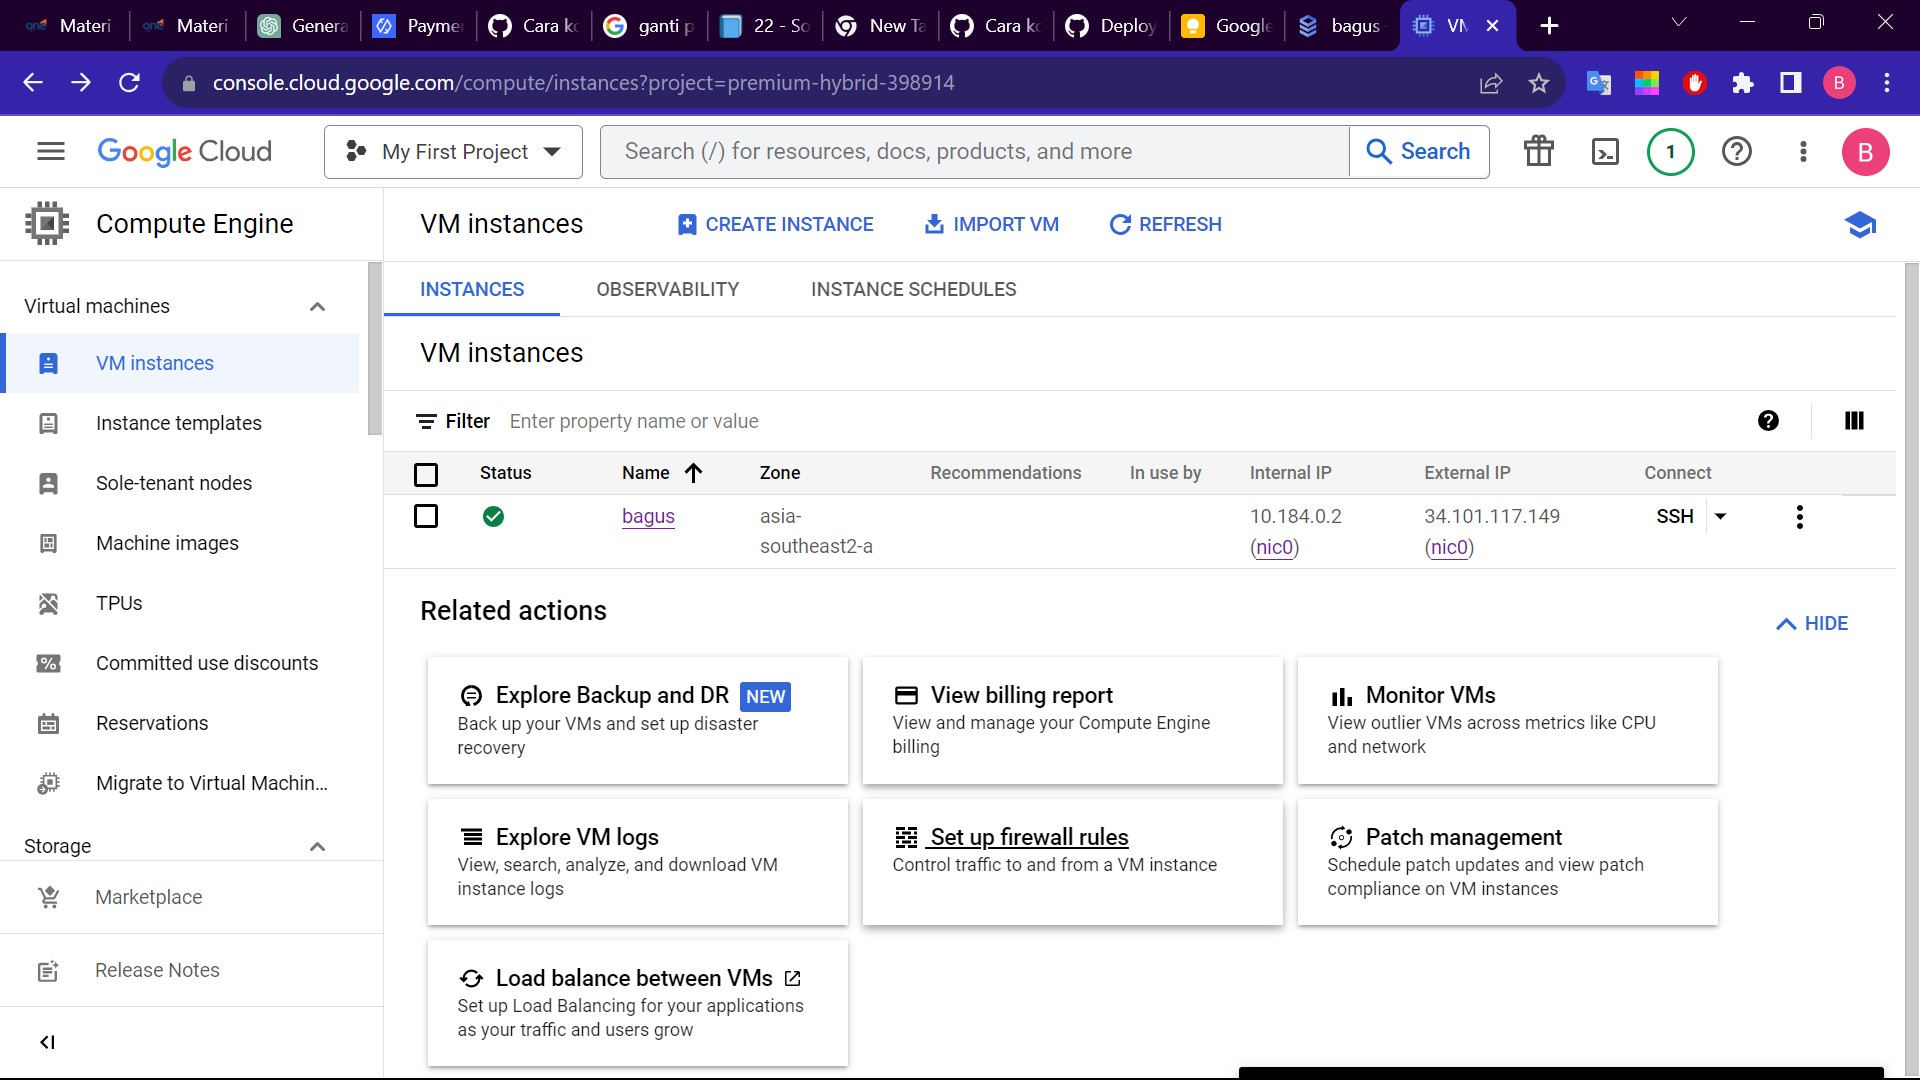 Materi
Materi
Genera
Payme
Cara ko
ganti p
22 - So
New Ta
Cara ko
Deploy
Google
bagus
VM
console.cloud.google.com/compute/instances?project=premium-hybrid-398914
B
Google Cloud
My First Project
Search (/) for resources, docs, products, and more
Search
1
B
Compute Engine
VM instances
CREATE INSTANCE
IMPORT VM
REFRESH
Virtual machines
VM instances
Instance templates
Sole-tenant nodes
Machine images
TPUs
Committed use discounts
Reservations
Migrate to Virtual Machin...
Storage
Marketplace
Release Notes
INSTANCES
OBSERVABILITY
INSTANCE SCHEDULES
VM instances
Filter Enter property name or value
Status Name Zone Recommendations In use by Internal IP External IP Connect
bagus asia- 10.184.0.2 34.101.117.149 SSH
southeast2-a (nic0) (nic0)
Related actions
HIDE
Explore Backup and DR NEW
Back up your VMs and set up disaster
recovery
View billing report
View and manage your Compute Engine
billing
Monitor VMs
View outlier VMs across metrics like CPU
and network
Explore VM logs
View, search, analyze, and download VM
instance logs
Set up firewall rules
Control traffic to and from a VM instance
Patch management
Schedule patch updates and view patch
compliance on VM instances
Load balance between VMs
Set up Load Balancing for your applications
as your traffic and users grow